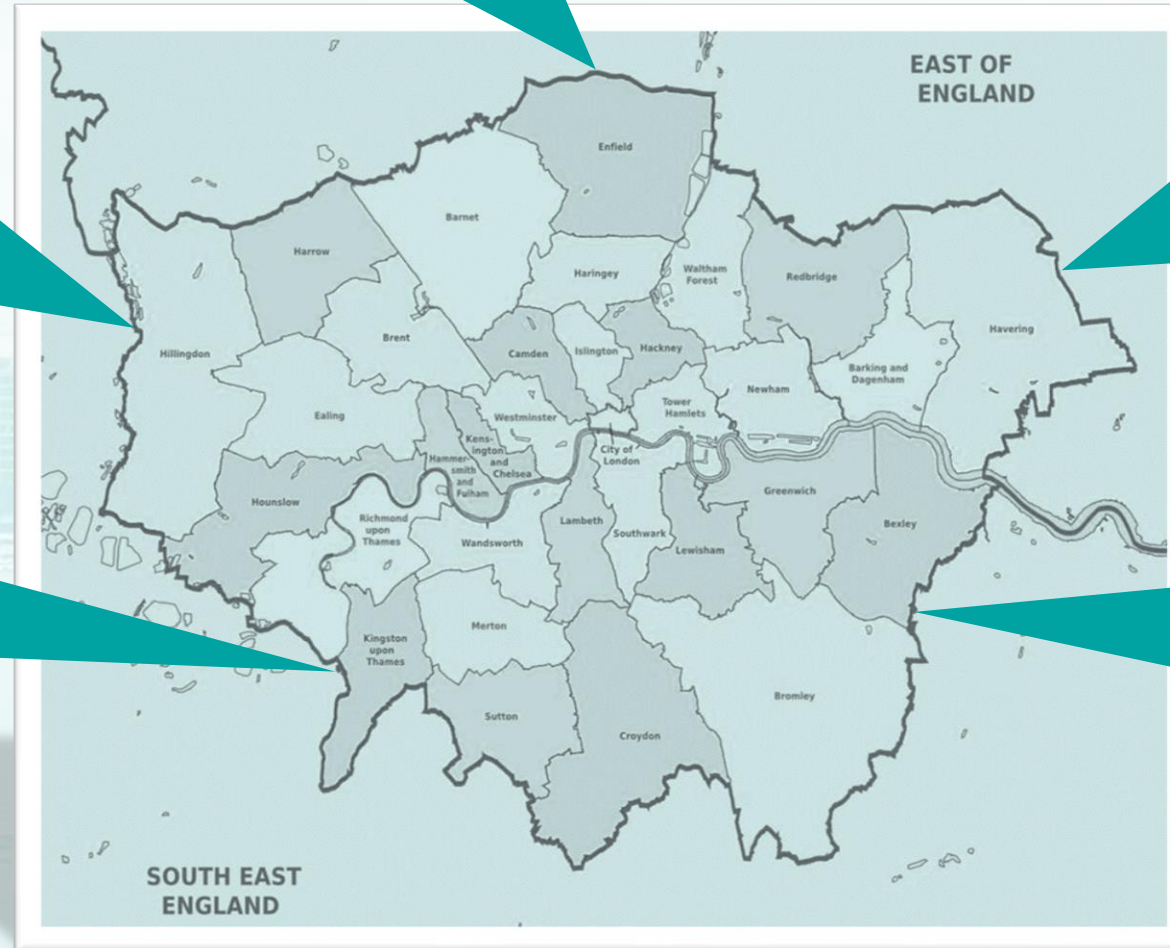 EAST OF
ENGLAND
Enfield
Barnet
Harrow
Haringey
Waltham
Forest
Redbridge
Havering
Hillingdon
Brent
Camden
Islington
Hackney
Barking and
Dagenham
Newham
Ealing
Westminster
Tower
Hamlets
Kens-
ington
and
Chelsea
City of
London
Hammer-
smith
and
Fulham
Hounslow
Greenwich
Richmond
upon
Thames
Wandsworth
Lambeth
Southwark
Lewisham
Bexley
Merton
Kingston
upon
Thames
Bromley
Sutton
Croydon
SOUTH EAST
ENGLAND